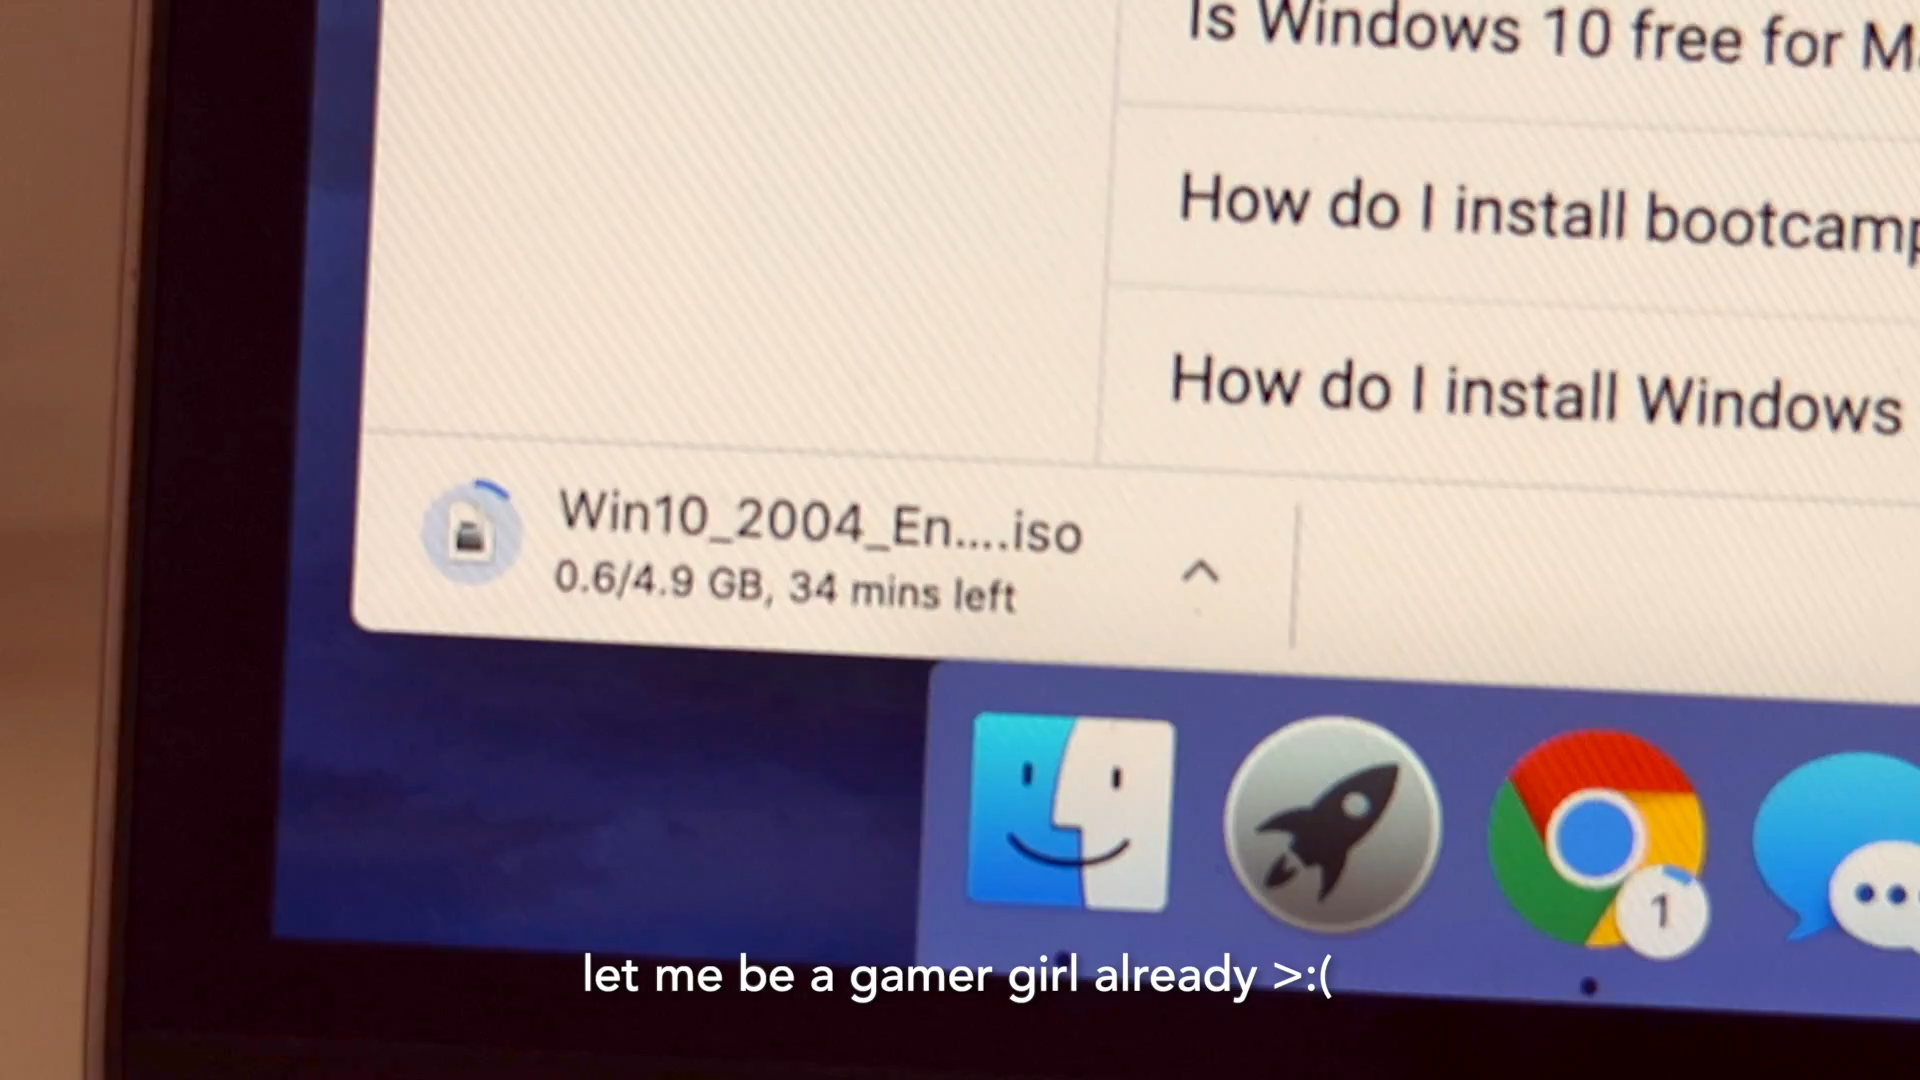 Is Windows 10 free for M
How do I install bootcamp
How do I install Windows
Win10_2004_En....iso
0.6/4.9 GB, 34 mins left
1
let me be a gamer girl already >:(